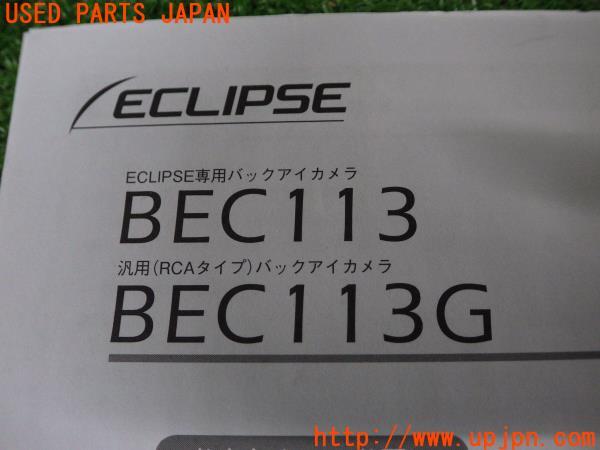 USED PARTS JAPAN
ECLIPSE
ECLIPSE専用バックアイカメラ
BEC113
汎用(RCAタイプ)バックアイカメラ
BEC113G
http://www.upjpn.com